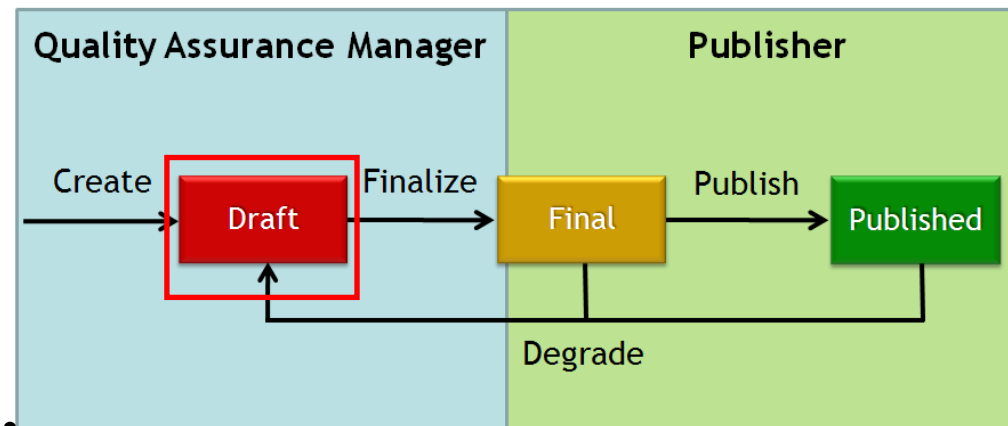 Quality Assurance Manager
Publisher
Create
Finalize
Publish
Draft
Final
Published
Degrade